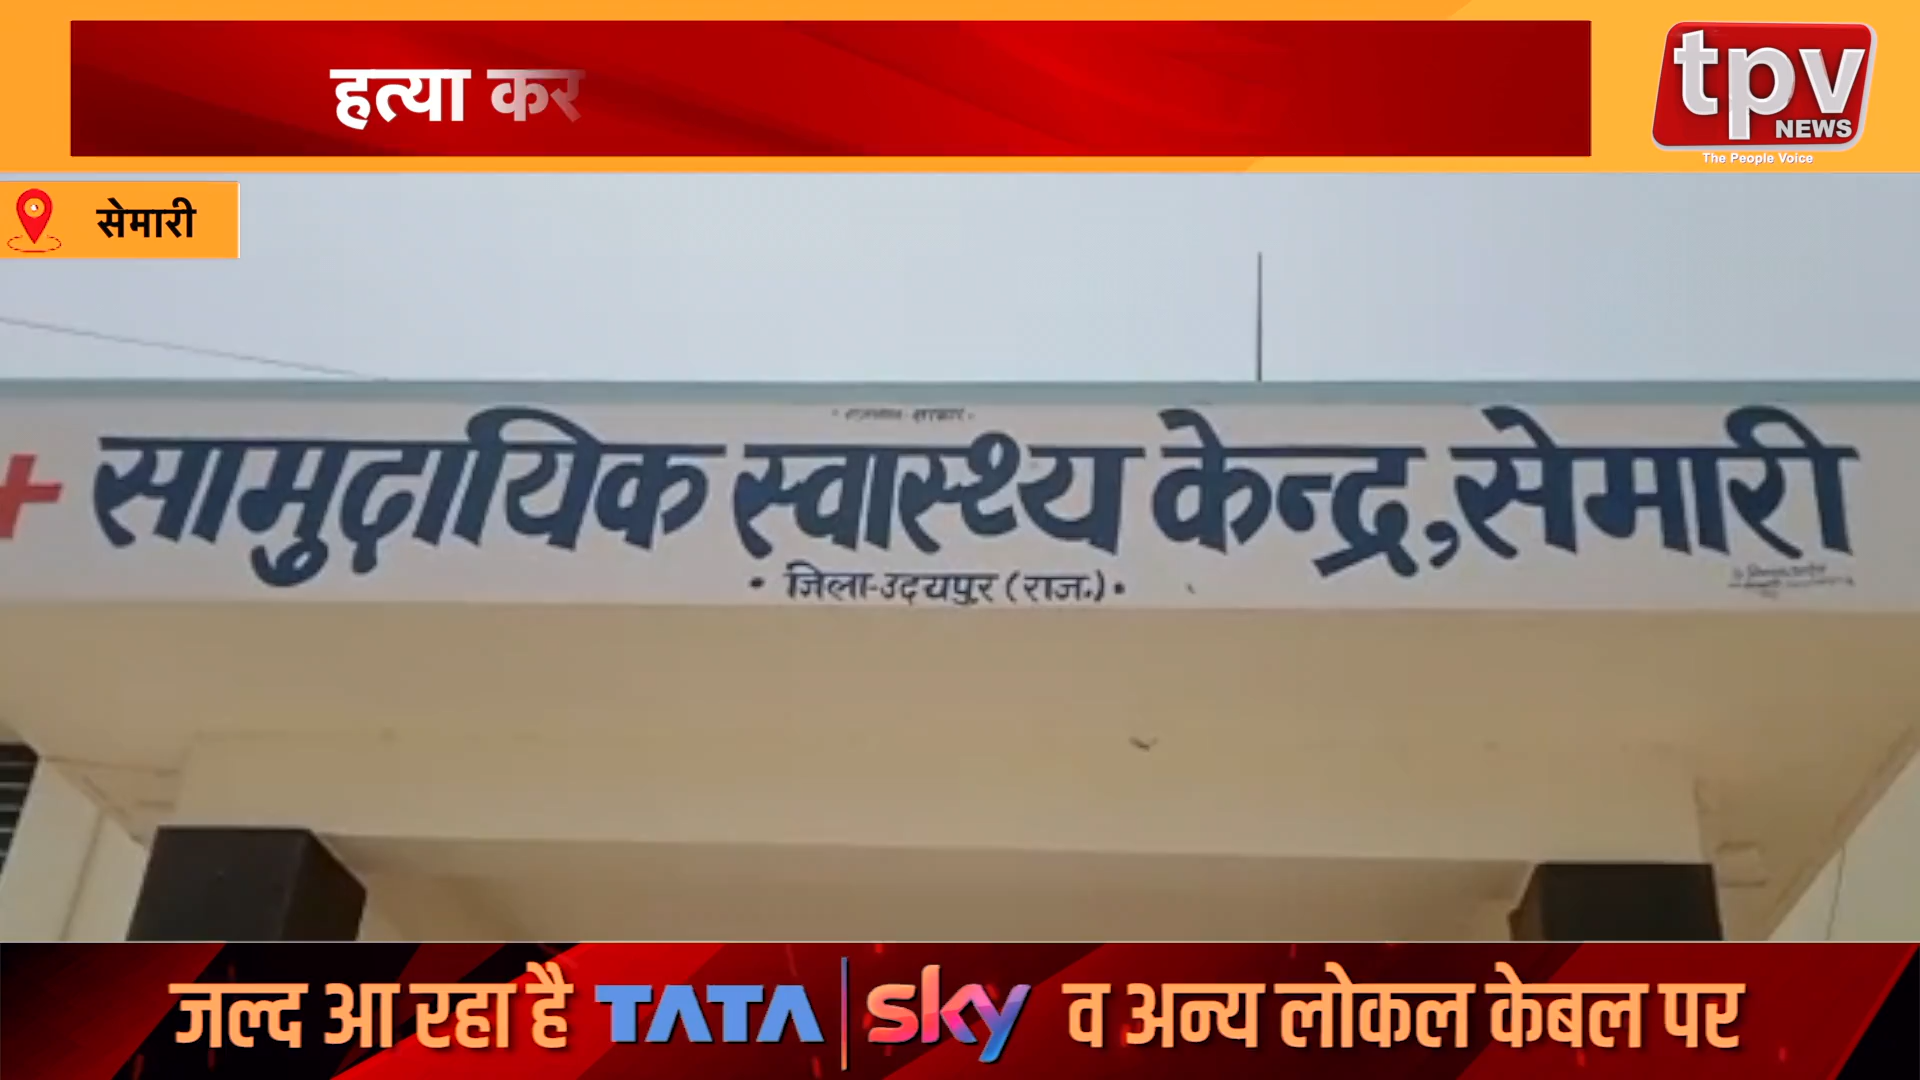 हत्या कर
tpv
NEWS
The People Voice
सेमारी
सामुदायिक स्वास्थ्य केन्द्र, सेमारी
• जिला-उदयपुर (राज.) •
जल्द आ रहा है TATA sky व अन्य लोकल केबल पर